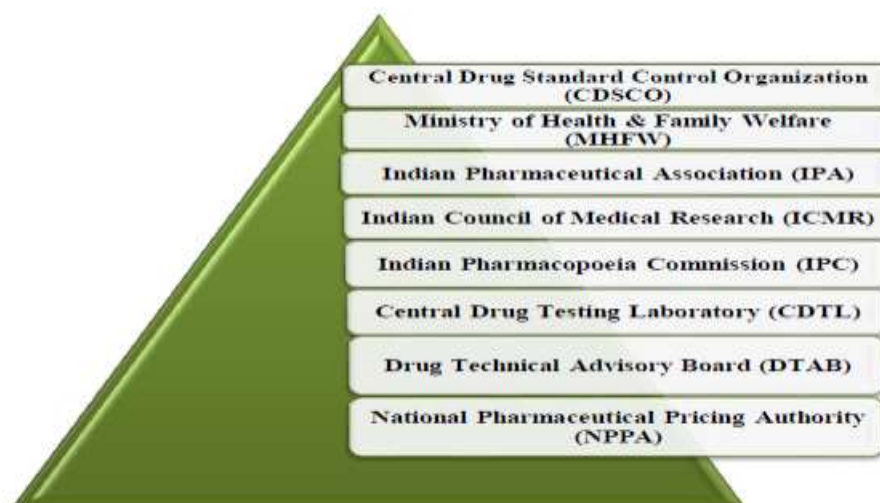 Central Drug Standard Control Organization
(CDSCO)
Ministry of Health & Family Welfare
(MHFW)
Indian Pharmaceutical Association (IPA)
Indian Council of Medical Research (ICMR)
Indian Pharmacopoeia Commission (IPC)
Central Drug Testing Laboratory (CDTL)
Drug Technical Advisory Board (DTAB)
National Pharmaceutical Pricing Authority
(NPPA)